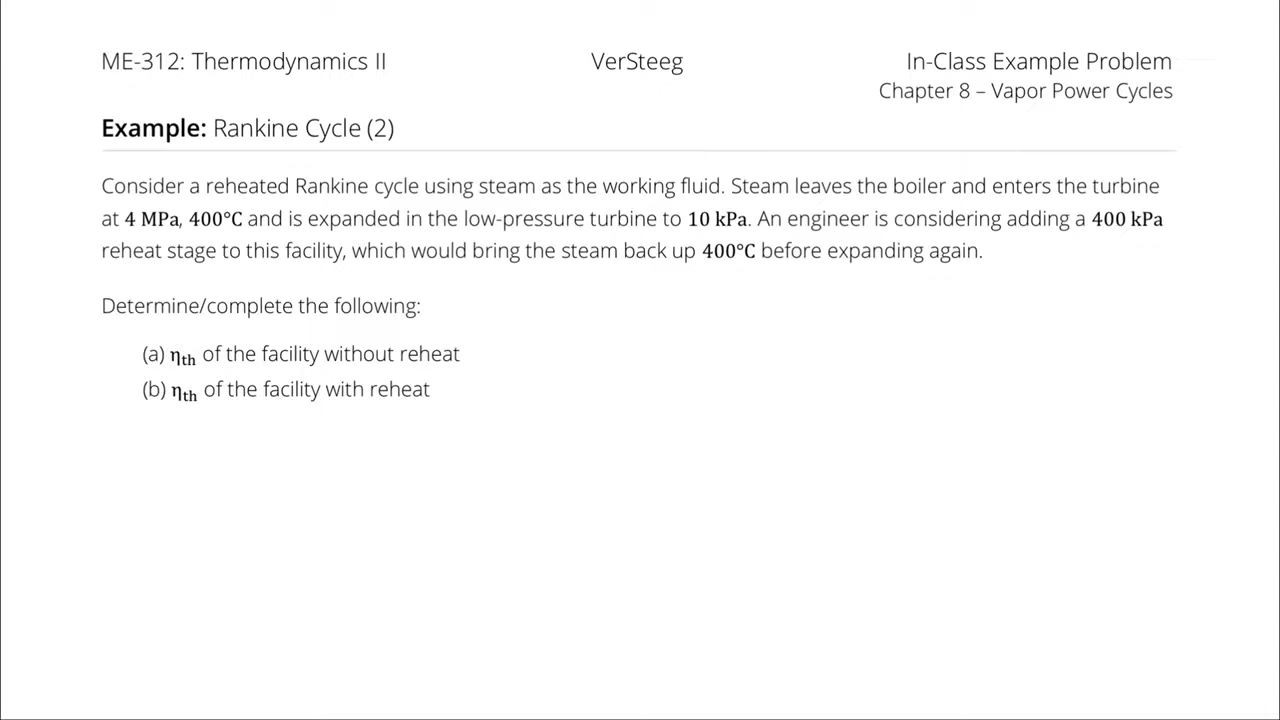 ME-312: Thermodynamics II VerSteeg In-Class Example Problem
Chapter 8 – Vapor Power Cycles
Example: Rankine Cycle (2)
Consider a reheated Rankine cycle using steam as the working fluid. Steam leaves the boiler and enters the turbine
at 4 MPa, 400°C and is expanded in the low-pressure turbine to 10 kPa. An engineer is considering adding a 400 kPa
reheat stage to this facility, which would bring the steam back up 400°C before expanding again.
Determine/complete the following:
(a) ηth of the facility without reheat
(b) ηth of the facility with reheat